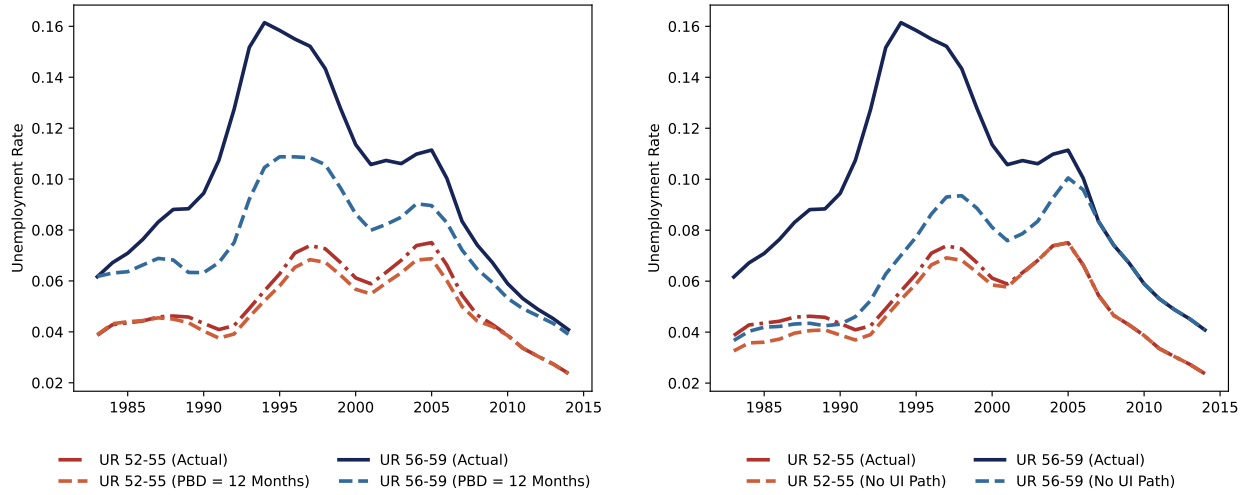 0.16
0.14
0.12
0.10
0.08
0.06
0.04
0.02
Unemployment Rate
1985 1990 1995 2000 2005 2010 2015
UR 52-55 (Actual) UR 56-59 (Actual)
UR 52-55 (PBD = 12 Months) UR 56-59 (PBD = 12 Months)
0.16
0.14
0.12
0.10
0.08
0.06
0.04
0.02
Unemployment Rate
1985 1990 1995 2000 2005 2010 2015
UR 52-55 (Actual) UR 56-59 (Actual)
UR 52-55 (No UI Path) UR 56-59 (No UI Path)